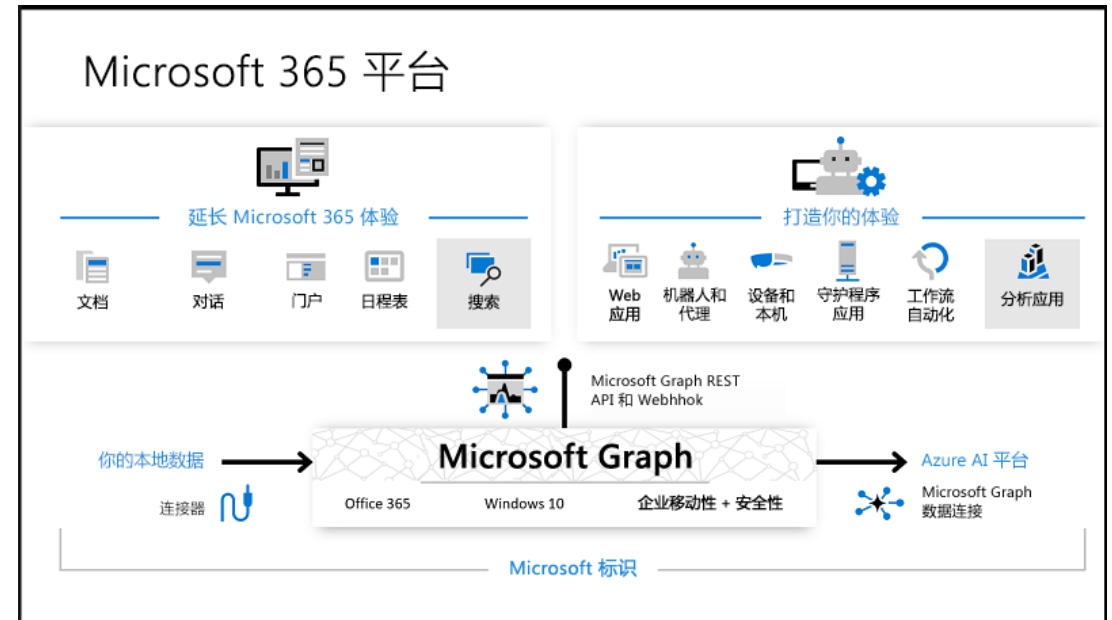 Microsoft 365 平台
延长 Microsoft 365 体验
文档
对话
门户
日程表
搜索
打造你的体验
Web
应用
机器人和
代理
设备和
本机
守护程序
应用
工作流
自动化
分析应用
Microsoft Graph REST
API 和 Webhhok
你的本地数据
连接器
Microsoft Graph
Office 365
Windows 10
企业移动性 + 安全性
Azure AI 平台
Microsoft Graph
数据连接
Microsoft 标识